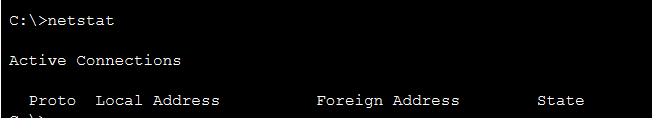 C:\>netstat
Active Connections
Proto  Local Address          Foreign Address        State
C:\>